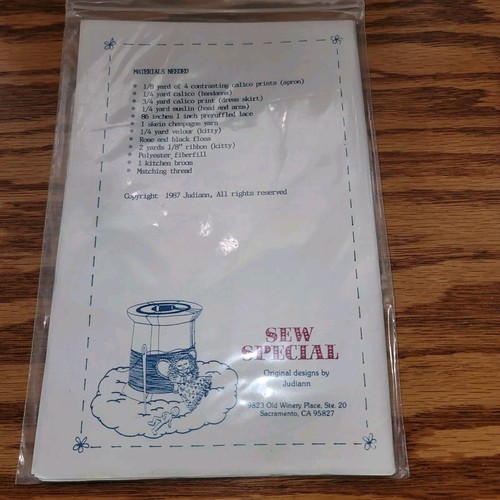 MATERIALS NEEDED
* 1/8 yard of 4 contrasting calico prints (apron)
* 1/4 yard calico (bandanna)
* 3/4 yard calico print (dress skirt)
* 1/4 yard muslin (head and arms)
* 86 inches 1 inch preruffled lace
* 1 skein champagne yarn
* 1/4 yard velour (kitty)
* Rose and black floss
* 2 yards 1/8" ribbon (kitty)
* Polyester fiberfill
* 1 kitchen broom
* Matching thread
Copyright 1987 Judiann, All rights reserved
SEW
SPECIAL
Original designs by
Judiann
9823 Old Winery Place, Ste. 20
Sacramento, CA 95827